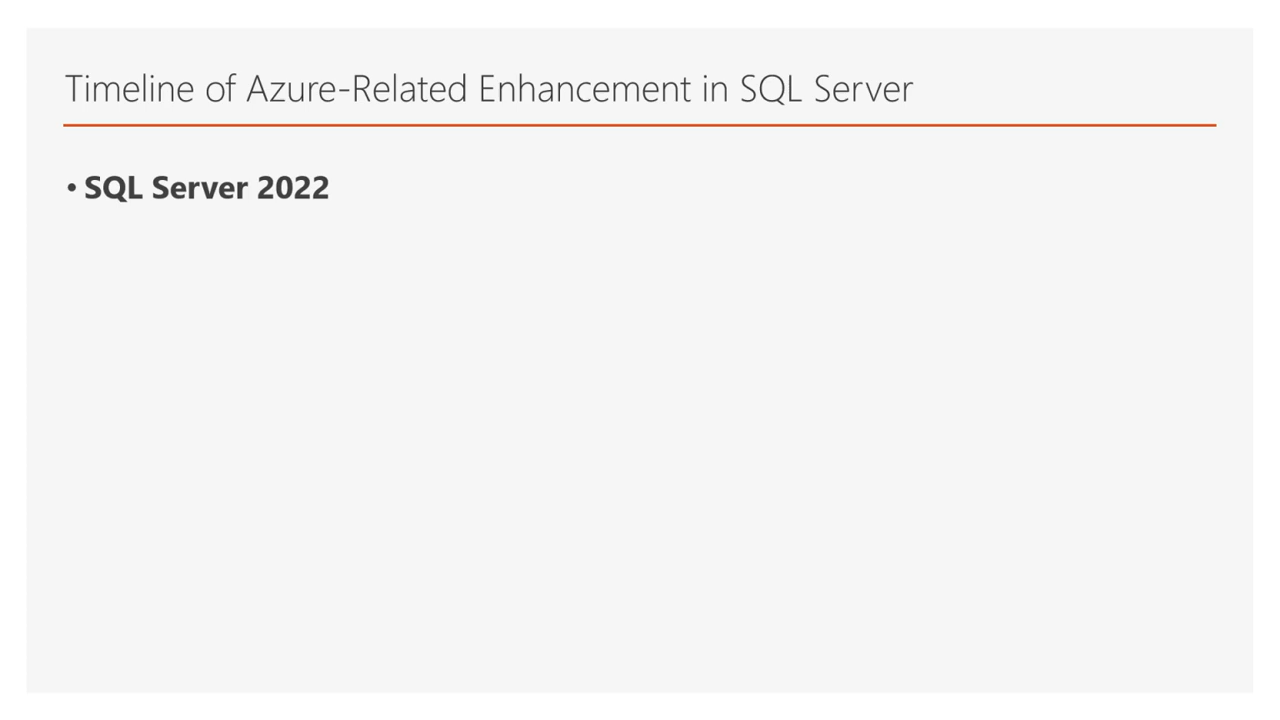 Timeline of Azure-Related Enhancement in SQL Server
• SQL Server 2022